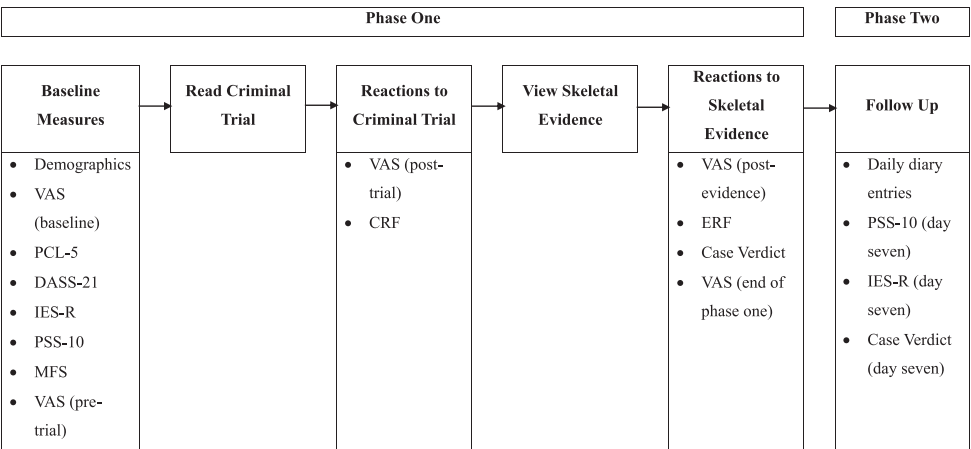 Phase One
Phase Two
Baseline
Measures
Read Criminal
Trial
Reactions to
Criminal Trial
View Skeletal
Evidence
Reactions to
Skeletal
Evidence
Follow Up
• Demographics
• VAS
(baseline)
• PCL-5
• DASS-21
• IES-R
• PSS-10
• MFS
• VAS (pre-
trial)
• VAS (post-
trial)
• CRF
• VAS (post-
evidence)
• ERF
• Case Verdict
• VAS (end of
phase one)
• Daily diary
entries
• PSS-10 (day
seven)
• IES-R (day
seven)
• Case Verdict
(day seven)